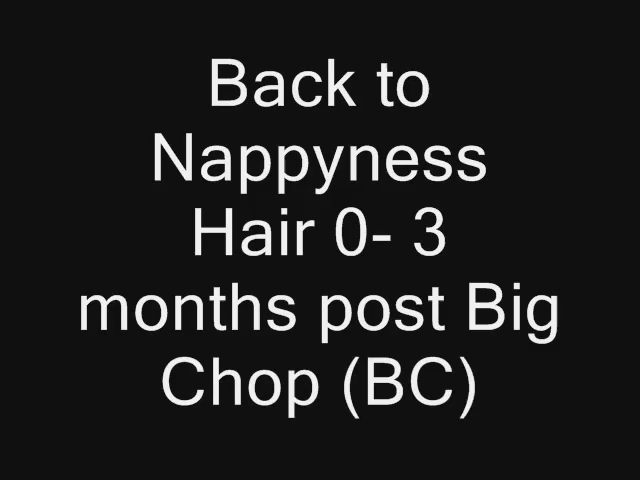 Back to
Nappyness
Hair 0- 3
months post Big
Chop (BC)